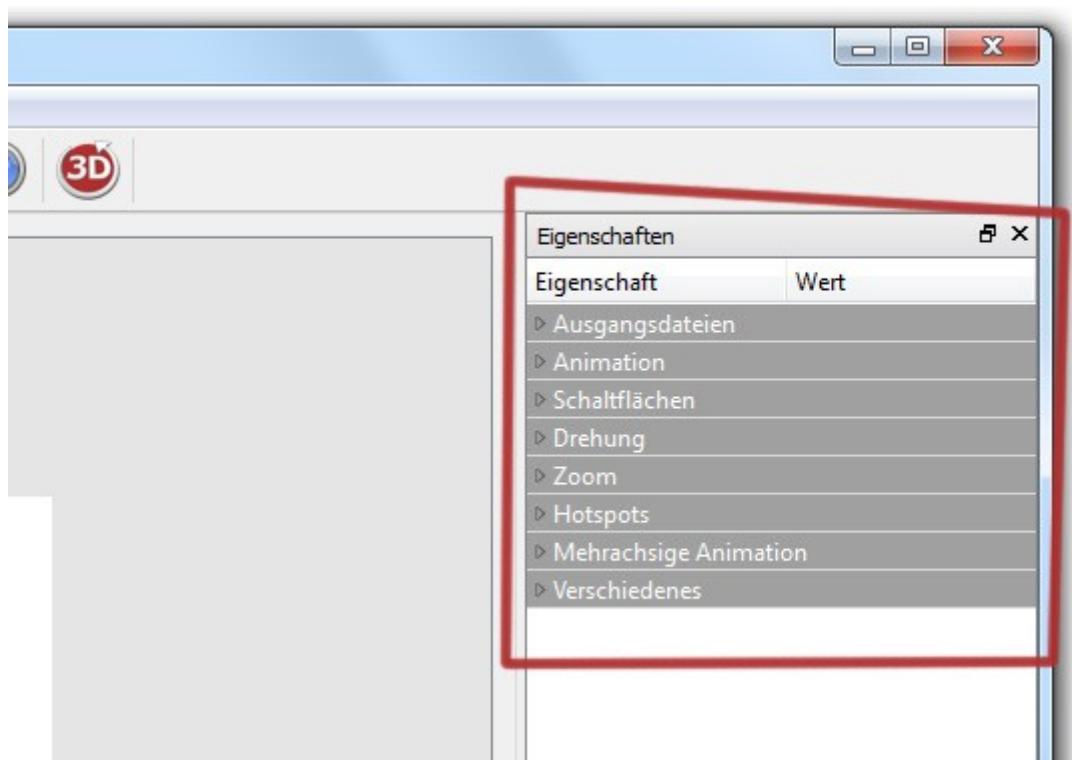 3D
Eigenschaften
Eigenschaft Wert
Ausgangsdateien
Animation
Schaltflächen
Drehung
Zoom
Hotspots
Mehrachsige Animation
Verschiedenes